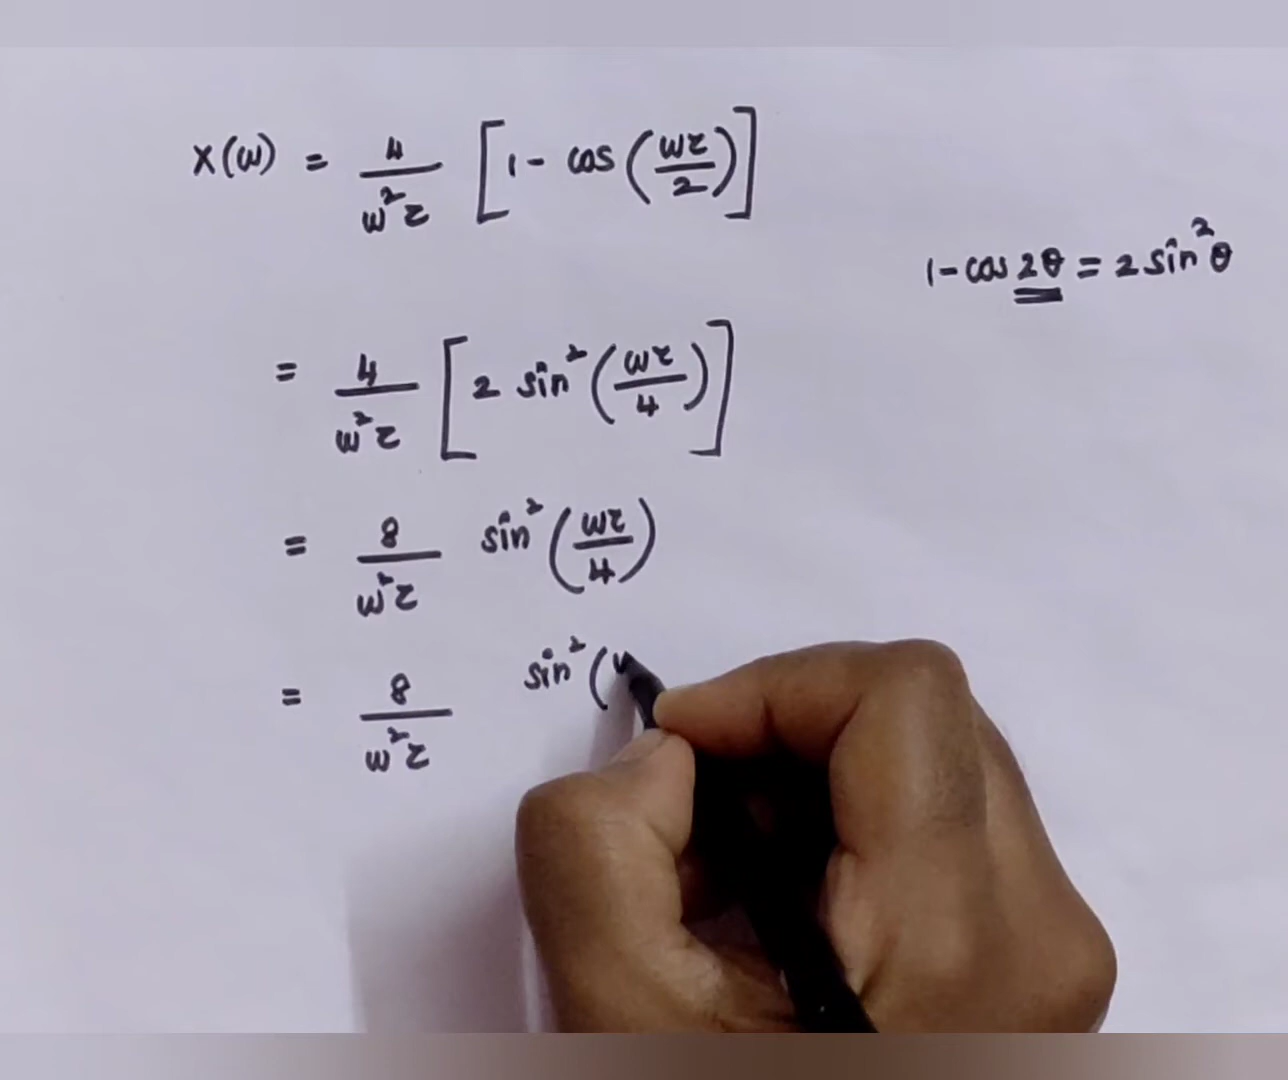 X(ω) = 4/ω²τ [1 - cos(ωτ/2)]
1 - cos 2θ = 2 sin²θ
= 4/ω²τ [2 sin²(ωτ/4)]
= 8/ω²τ sin²(ωτ/4)
= 8/ω²τ sin²(